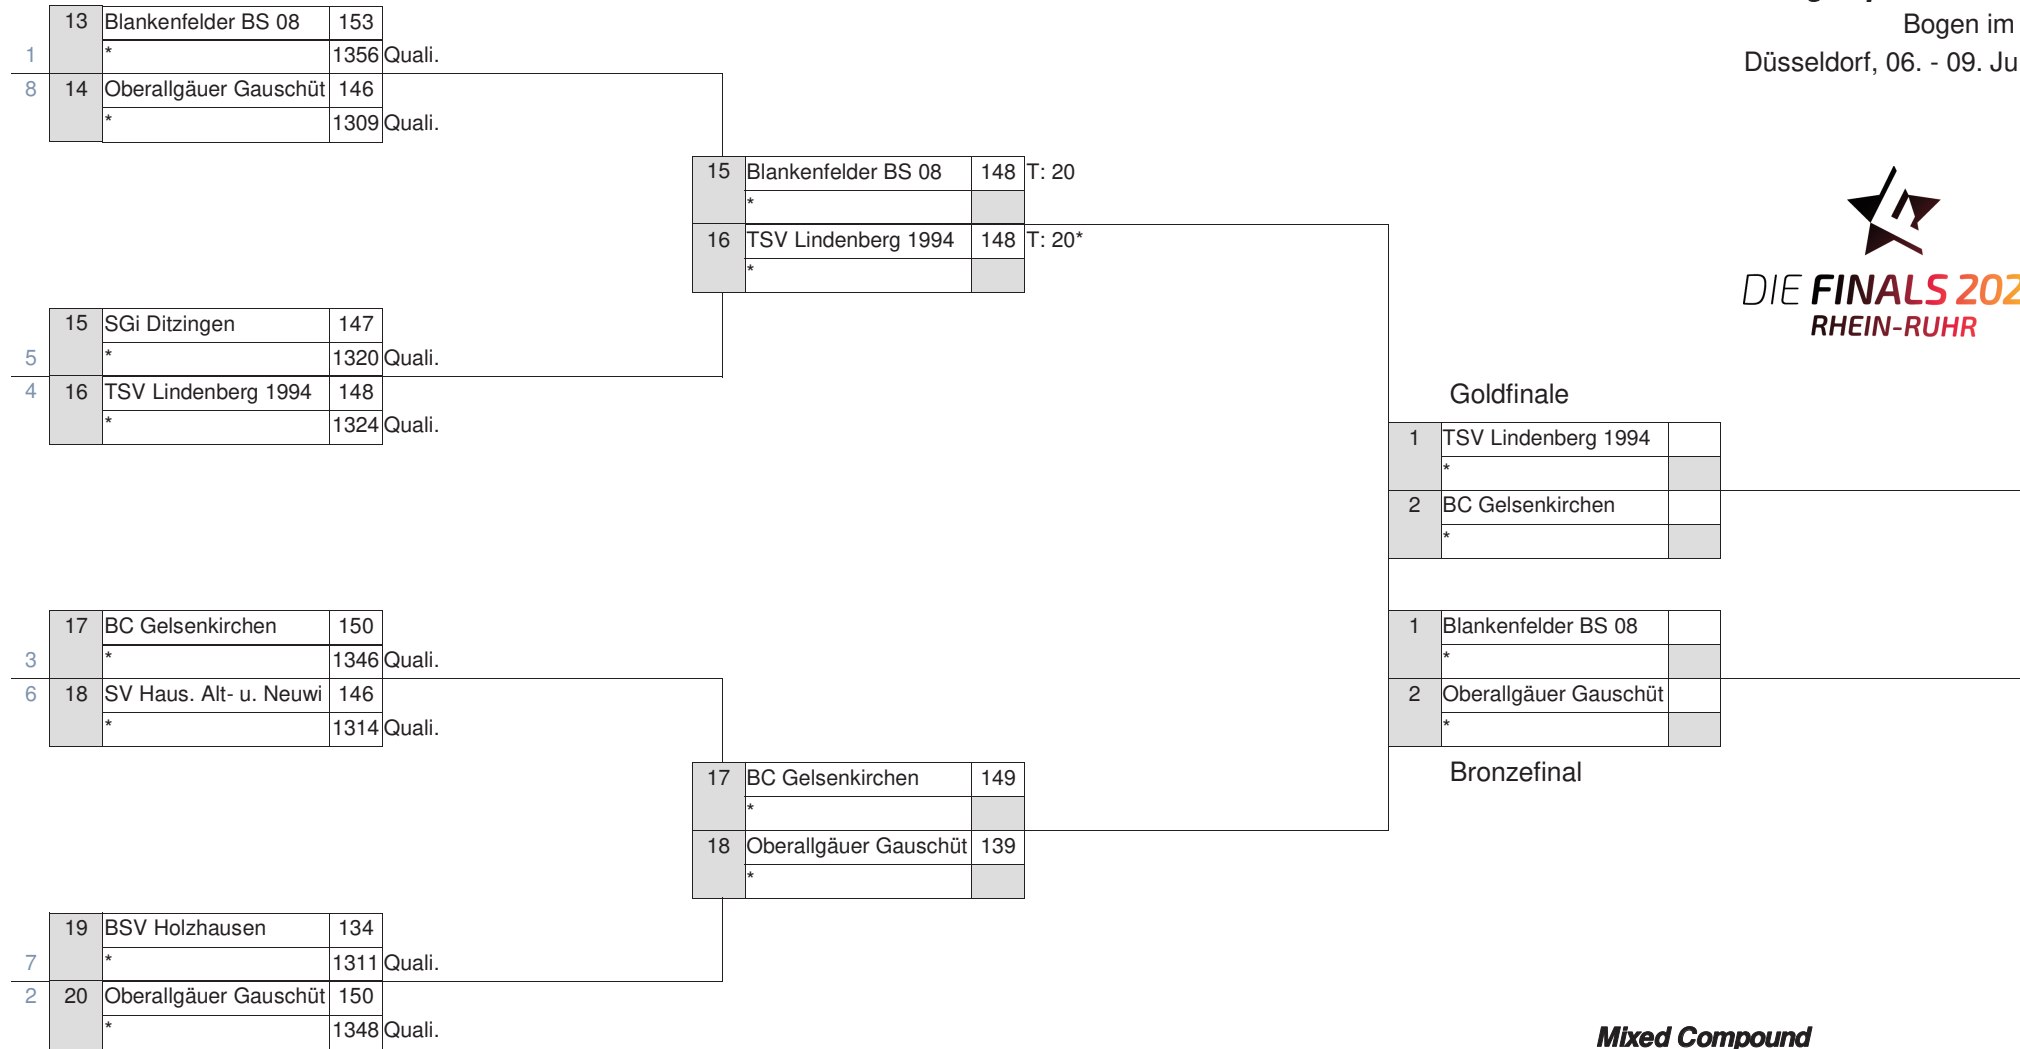 13 Blankenfelder BS 08 153
1 * 1356 Quali.
8 14 Oberallgäuer Gauschüt 146
* 1309 Quali.
15 SGi Ditzingen 147
5 * 1320 Quali.
4 16 TSV Lindenberg 1994 148
* 1324 Quali.
17 BC Gelsenkirchen 150
3 * 1346 Quali.
6 18 SV Haus. Alt- u. Neuwi 146
* 1314 Quali.
19 BSV Holzhausen 134
7 * 1311 Quali.
2 20 Oberallgäuer Gauschüt 150
* 1348 Quali.
15 Blankenfelder BS 08 148 T: 20
*
16 TSV Lindenberg 1994 148 T: 20*
*
17 BC Gelsenkirchen 149
*
18 Oberallgäuer Gauschüt 139
*
Goldfinale
1 TSV Lindenberg 1994
*
2 BC Gelsenkirchen
*
1 Blankenfelder BS 08
*
2 Oberallgäuer Gauschüt
*
Bronzefinal
Bogen im
Düsseldorf, 06. - 09. Ju
DIE FINALS 202
RHEIN-RUHR
Mixed Compound